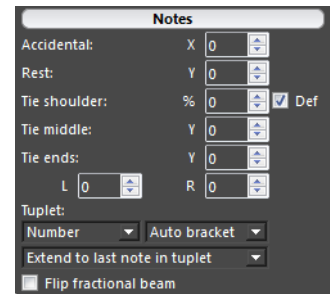 Notes
Accidental: X 0
Rest: Y 0
Tie shoulder: % 0 Def
Tie middle: Y 0
Tie ends: Y 0
L 0 R 0
Tuplet:
Number Auto bracket
Extend to last note in tuplet
Flip fractional beam